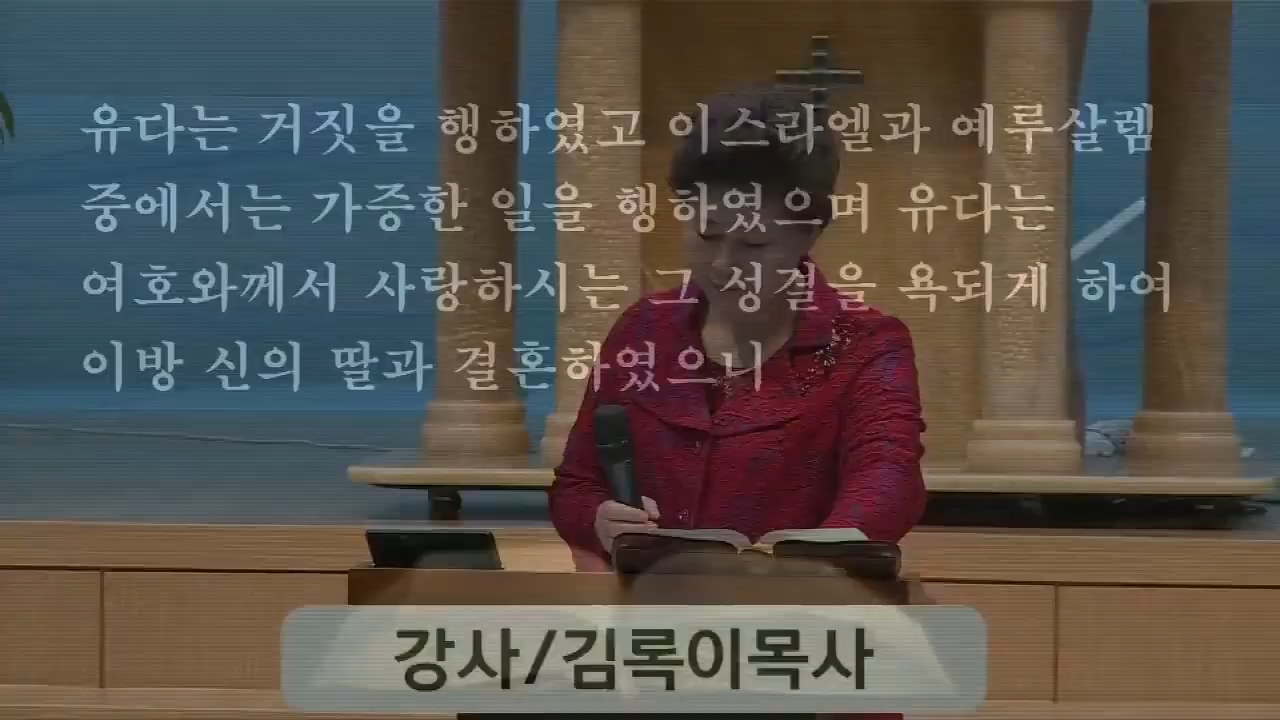 유다는 거짓을 행하였고 이스라엘과 예루살렘
중에서는 가증한 일을 행하였으며 유다는
여호와께서 사랑하시는 그 성결을 욕되게 하여
이방 신의 딸과 결혼하였으니
강사/김록이목사